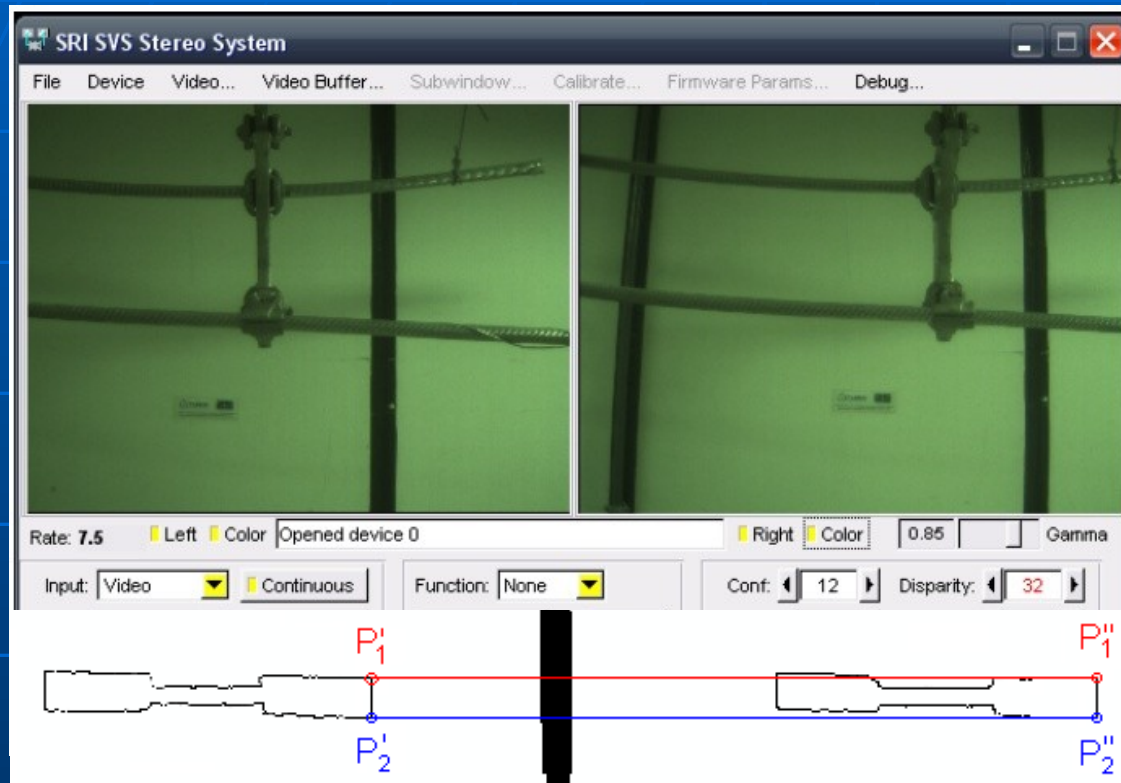 SRI SVS Stereo System
File Device Video... Video Buffer... Subwindow... Calibrate... Firmware Params... Debug...
Rate: 7.5 Left Color Opened device 0 Right Color 0.85 Gamma
Input: Video Continuous Function: None Conf: 12 Disparity: 32
P'₁ P''₁
P'₂ P''₂